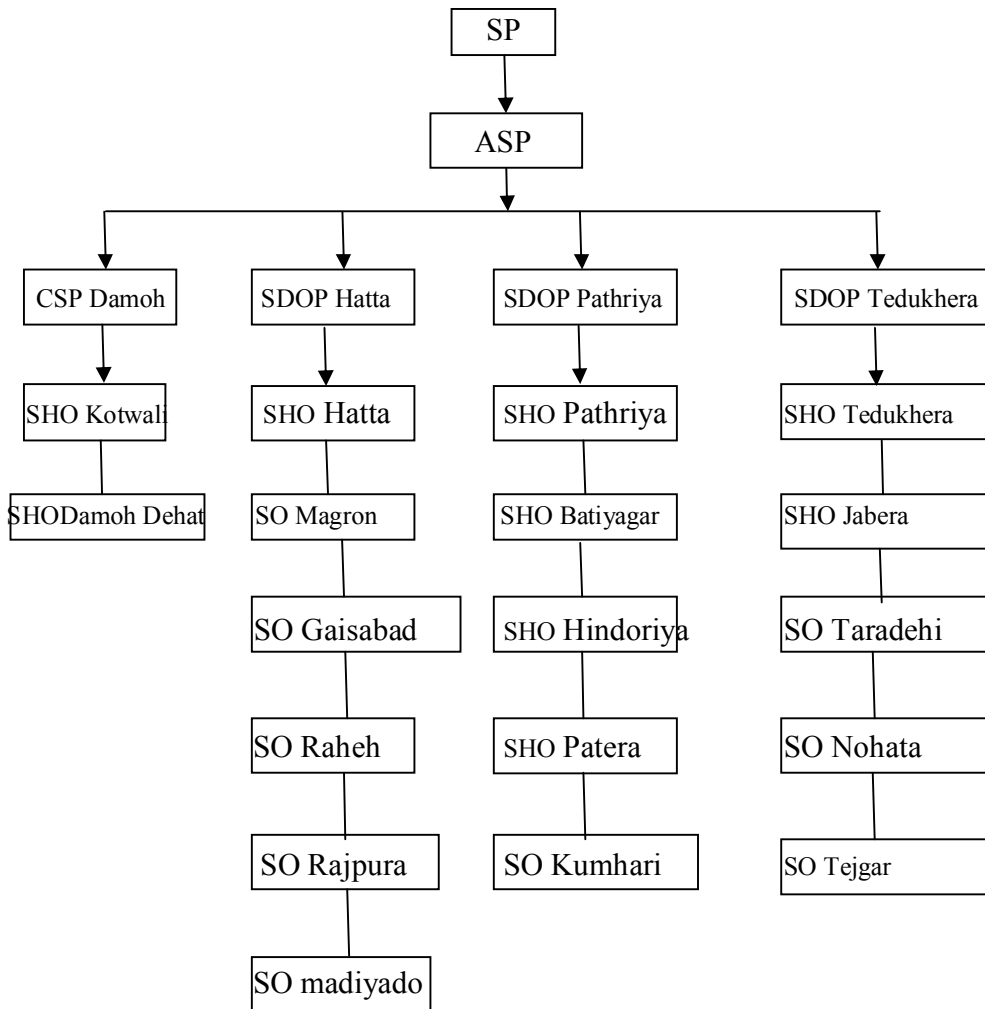 SP
ASP
CSP Damoh
SDOP Hatta
SDOP Pathriya
SDOP Tedukhera
SHO Kotwali
SHO Hatta
SHO Pathriya
SHO Tedukhera
SHODamoh Dehat
SO Magron
SHO Batiyagar
SHO Jabera
SO Gaisabad
SHO Hindoriya
SO Taradehi
SO Raheh
SHO Patera
SO Nohata
SO Rajpura
SO Kumhari
SO Tejgar
SO madiyado